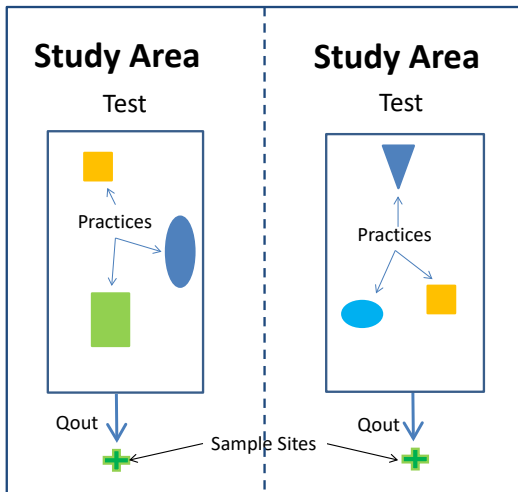 Study Area
Test
Practices
Qout
Study Area
Test
Practices
Qout
Sample Sites